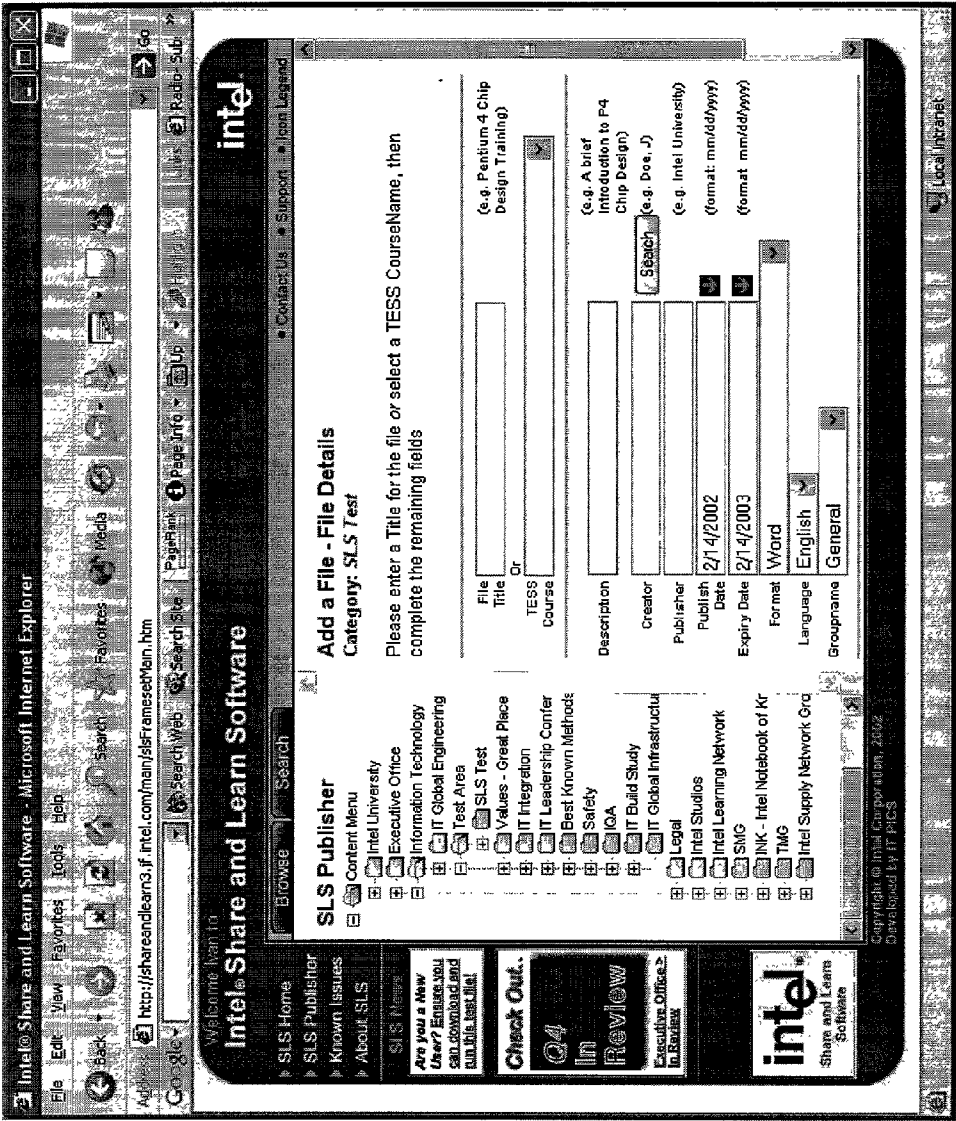 Intel® Share and Learn Software - Microsoft Internet Explorer
File Edit View Favorites Tools Help
Back Search Favorites Media
Address http://shareandlearn3.jf.intel.com/man/slsFramesetMain.htm Go
Google Search Web Search Site PageRank Page Info Up Highlight Links Radio Sub
Welcome Ivan to
Intel® Share and Learn Software
intel
SLS Home
SLS Publisher
Known Issues
About SLS
SLS News
Are you a New
User? Ensure you
can download and
run this test file!
Check Out..
Q4
In
Review
Executive Office >
In Review
intel
Share and Learn
Software
Browse Search
Contact Us Support Icon Legend
SLS Publisher
Content Menu
Intel University
Executive Office
Information Technology
IT Global Engineering
Test Area
SLS Test
Values - Great Place
IT Integration
IT Leadership Confer
Best Known Methods
Safety
IQA
IT Build Study
IT Global Infrastructu
Legal
Intel Studios
Intel Learning Network
SMG
INK - Intel Notebook of Kr
TMG
Intel Supply Network Gro
Add a File - File Details
Category: SLS Test
Please enter a Title for the file or select a TESS CourseName, then
complete the remaining fields
File
Title
(e.g. Pentium 4 Chip
Design Training)
Or
TESS
Course
Description
(e.g. A brief
Introduction to P4
Chip Design)
Creator Search (e.g. Doe, J)
Publisher (e.g. Intel University)
Publish
Date
2/14/2002 (format: mm/dd/yyyy)
Expiry Date 2/14/2003 (format mm/dd/yyyy)
Format Word
Language English
Groupname General
Copyright © Intel Corporation, 2002
Developed by IT PICS
Local intranet